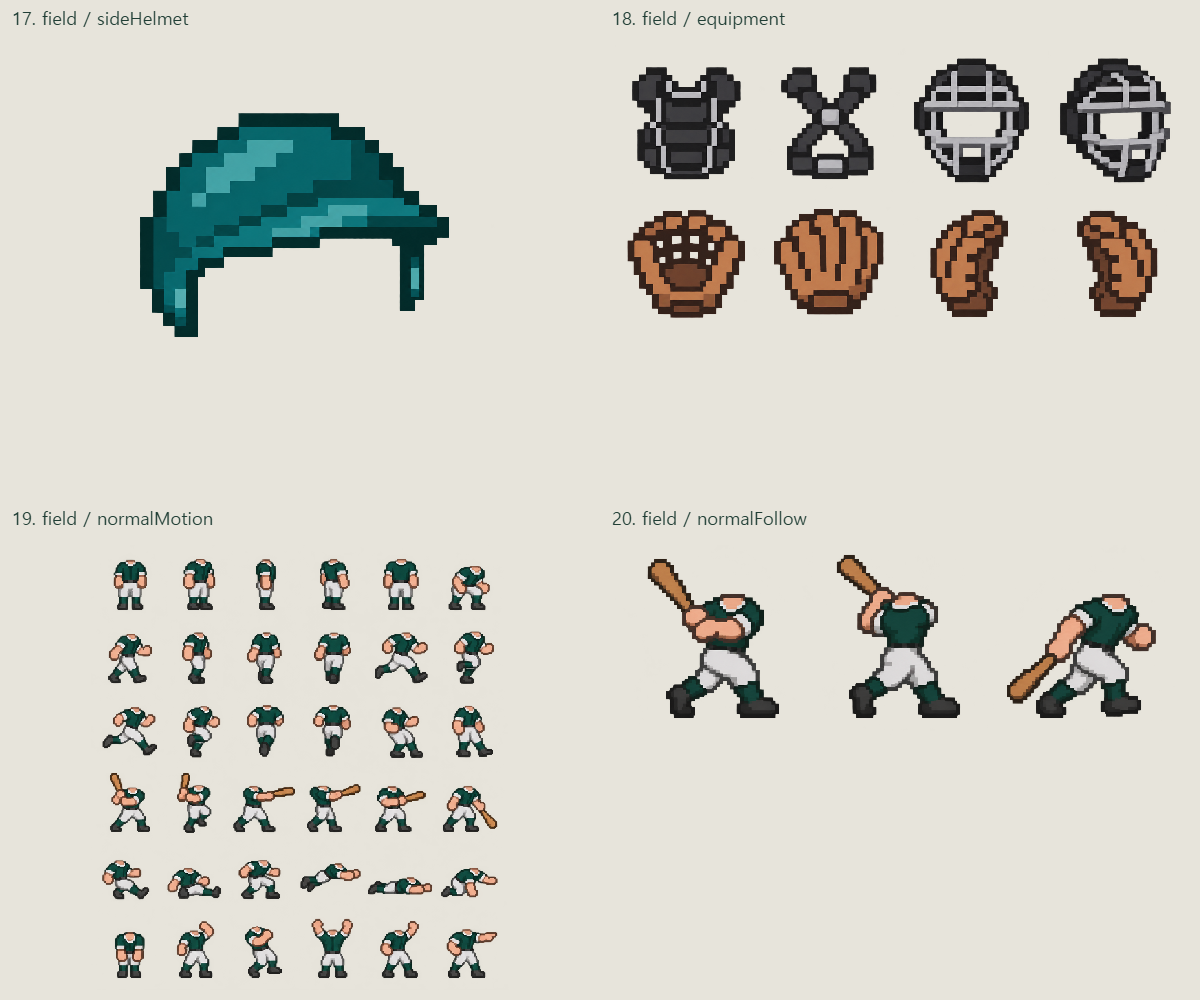 17. field / sideHelmet
18. field / equipment
19. field / normalMotion
20. field / normalFollow